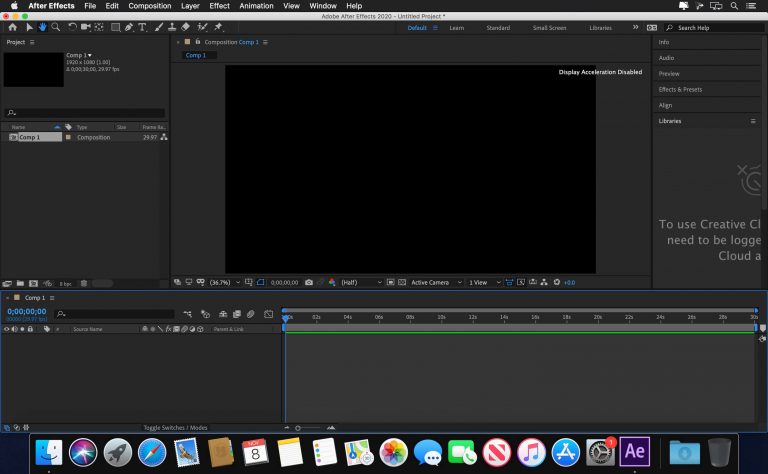 After Effects File Edit Composition Layer Effect Animation View Window Help
Adobe After Effects 2020 - Untitled Project *
Default Learn Standard Small Screen Libraries Search Help
Project
Comp 1
1920 x 1080 (1.00)
Δ 0;00;30;00, 29.97 fps
Name Type Size Frame Ra...
Comp 1 Composition 29.97
8 bpc
Composition Comp 1
Comp 1
Display Acceleration Disabled
(36.7%) 0;00;00;00 (Half) Active Camera 1 View +0.0
Info
Audio
Preview
Effects & Presets
Align
Libraries
To use Creative Cl
need to be logge
Cloud a
Comp 1
0;00;00;00
00000 (29.97 fps)
# Source Name Parent & Link
02s 04s 06s 08s 10s 12s 14s 16s 18s 20s 22s 24s 26s 28s 30s
Toggle Switches / Modes
NOV
8
1
Ae